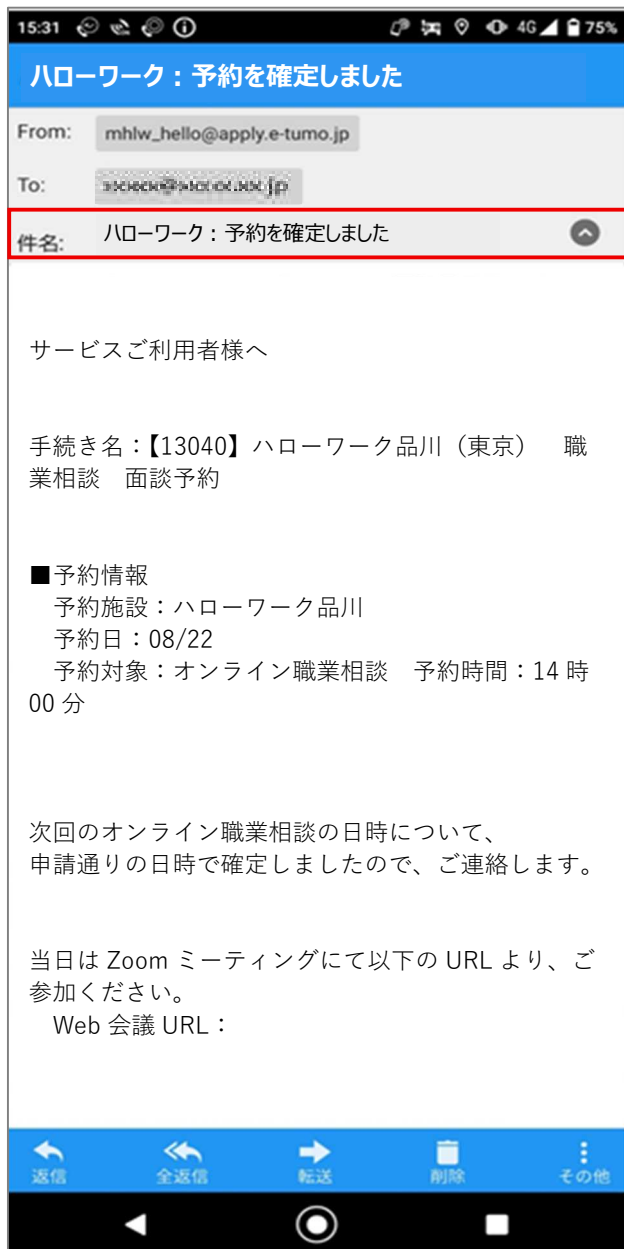 15:31 4G 75%
ハローワーク：予約を確定しました
From: mhlw_hello@apply.e-tumo.jp
To: jp
件名: ハローワーク：予約を確定しました
サービスご利用者様へ
手続き名：【13040】ハローワーク品川（東京）　職
業相談　面談予約
■予約情報
　予約施設：ハローワーク品川
　予約日：08/22
　予約対象：オンライン職業相談　予約時間：14 時
00 分
次回のオンライン職業相談の日時について、
申請通りの日時で確定しましたので、ご連絡します。
当日は Zoom ミーティングにて以下の URL より、ご
参加ください。
　Web 会議 URL：
返信 全返信 転送 削除 その他